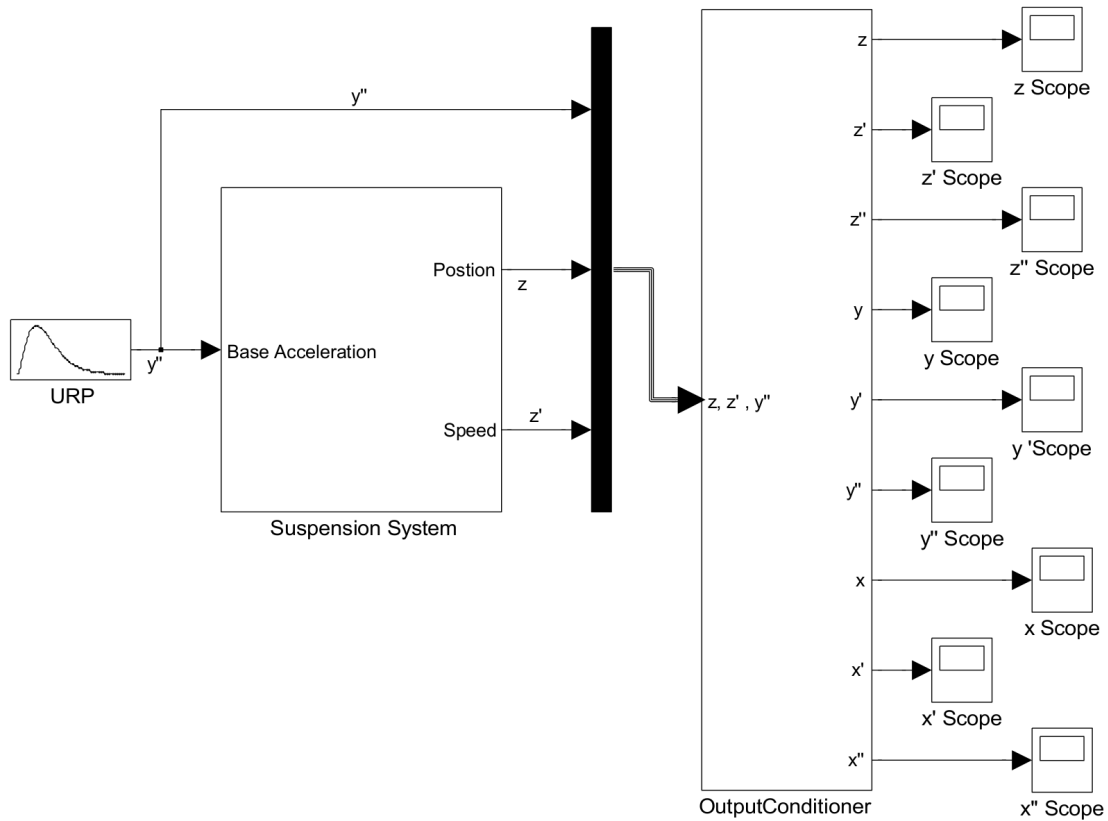 z
z Scope
y"
z'
z' Scope
z"
z" Scope
Postion
z
y
y Scope
URP
y"
Base Acceleration
z, z' , y"
y'
y 'Scope
Speed
z'
y"
y" Scope
Suspension System
x
x Scope
x'
x' Scope
x"
x" Scope
OutputConditioner